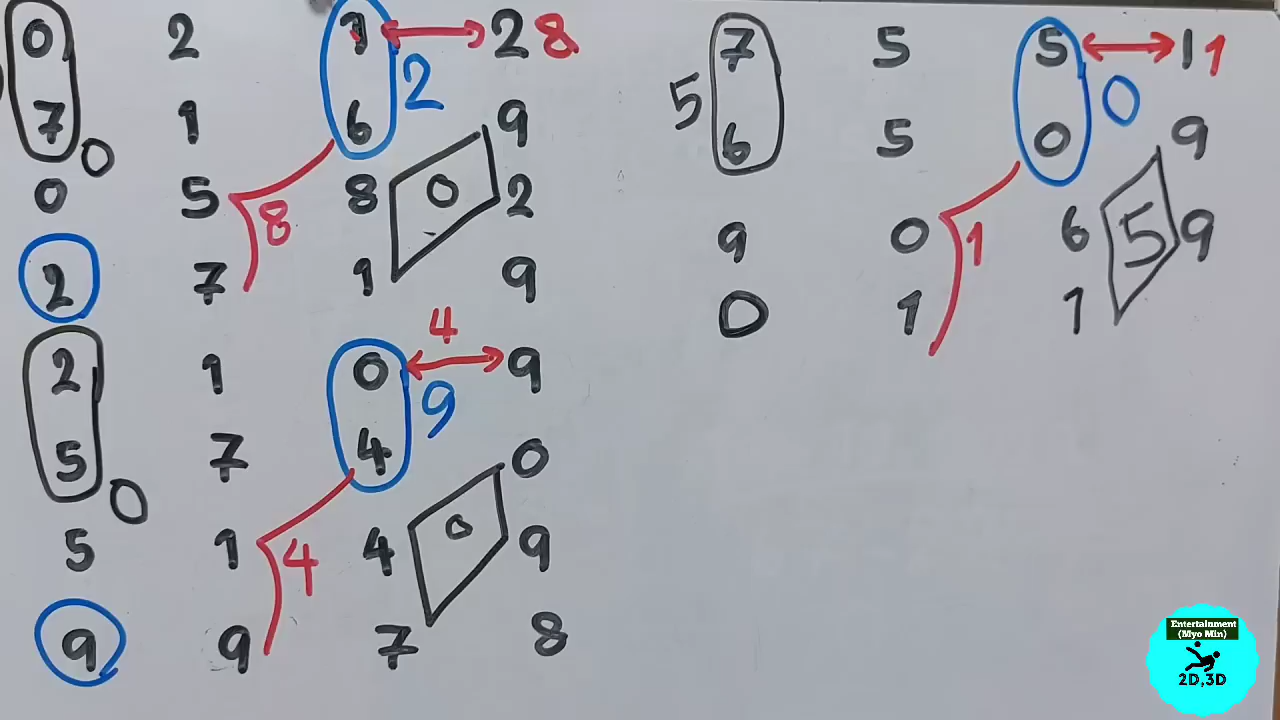 0 2 1 2 8
2
7 1 6 9
0
0 5 8 0 2
8
2 7 1 9
4
2 1 0 9
9
5 7 4 0
0
5 1 4 0 9
4
9 9 7 8
7 5 5 1 1
5 0
6 5 0 9
9 0 1 6 5 9
0 1 1
Entertainment
(Myo Min)
2D,3D